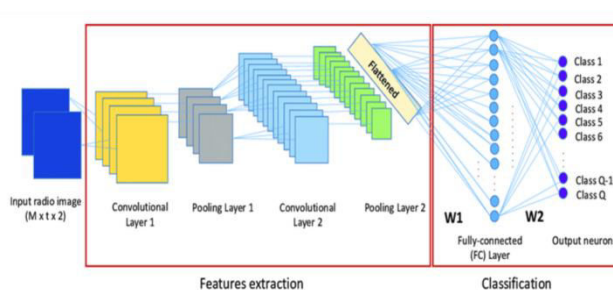 Flattened
Class 1
Class 2
Class 3
Class 4
Class 5
Class 6
Class Q-1
Class Q
Input radio image
(M x t x 2)
Convolutional
Layer 1
Pooling Layer 1
Convolutional
Layer 2
Pooling Layer 2
W1
W2
Fully-connected
(FC) Layer
Output neuron
Features extraction
Classification